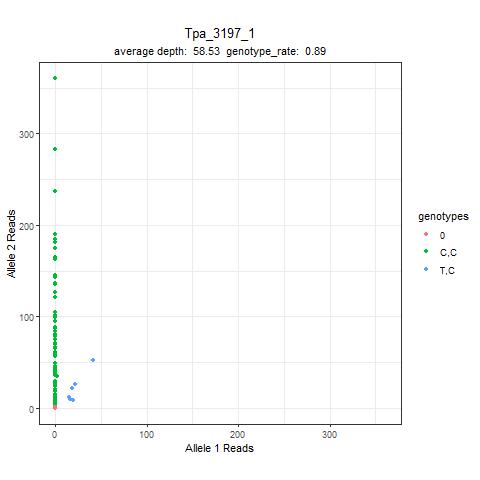 Tpa_3197_1
average depth: 58.53 genotype_rate: 0.89
300
200
100
0
Allele 2 Reads
0 100 200 300
Allele 1 Reads
genotypes
0
C,C
T,C